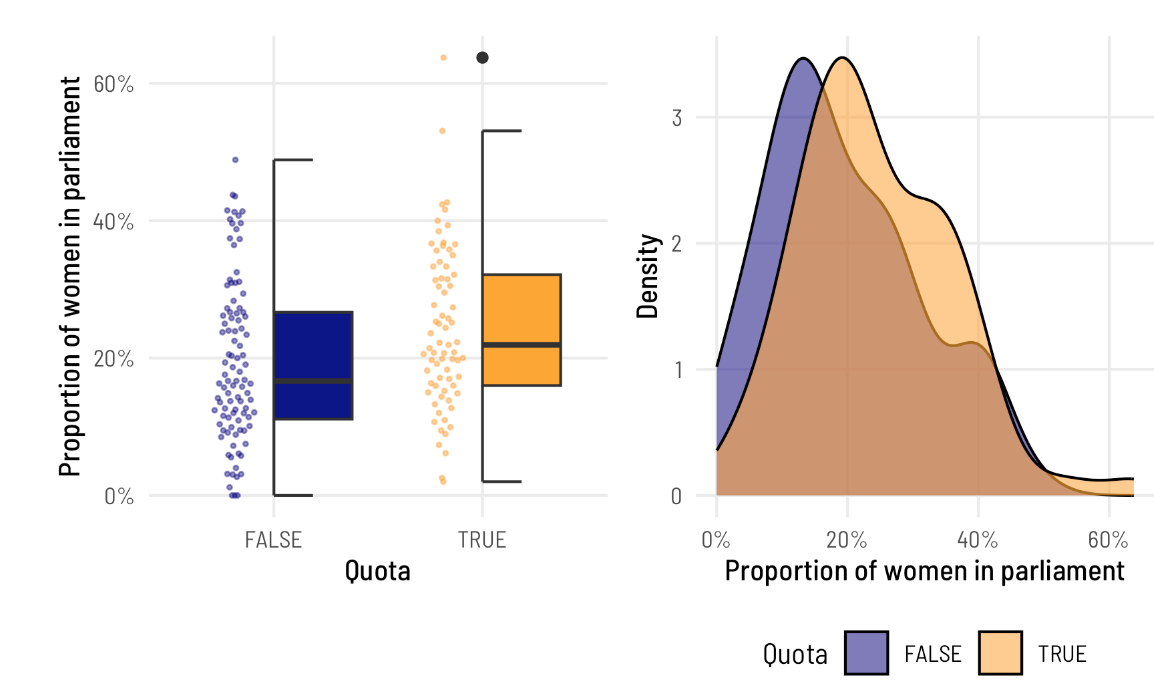 Proportion of women in parliament
60%
40%
20%
0%
FALSE
TRUE
Quota
Density
3
2
1
0
0%
20%
40%
60%
Proportion of women in parliament
Quota
FALSE
TRUE